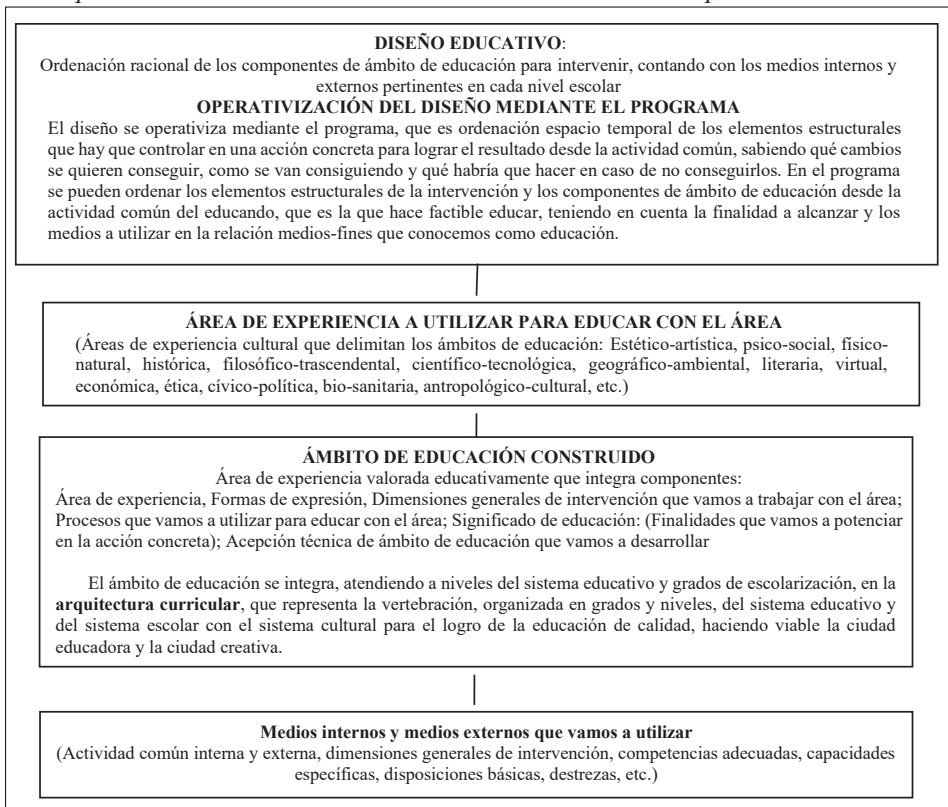 DISEÑO EDUCATIVO:
Ordenación racional de los componentes de ámbito de educación para intervenir, contando con los medios internos y
externos pertinentes en cada nivel escolar
OPERATIVIZACIÓN DEL DISEÑO MEDIANTE EL PROGRAMA
El diseño se operativiza mediante el programa, que es ordenación espacio temporal de los elementos estructurales
que hay que controlar en una acción concreta para lograr el resultado desde la actividad común, sabiendo qué cambios
se quieren conseguir, como se van consiguiendo y qué habría que hacer en caso de no conseguirlos. En el programa
se pueden ordenar los elementos estructurales de la intervención y los componentes de ámbito de educación desde la
actividad común del educando, que es la que hace factible educar, teniendo en cuenta la finalidad a alcanzar y los
medios a utilizar en la relación medios-fines que conocemos como educación.
ÁREA DE EXPERIENCIA A UTILIZAR PARA EDUCAR CON EL ÁREA
(Áreas de experiencia cultural que delimitan los ámbitos de educación: Estético-artística, psico-social, físico-
natural, histórica, filosófico-trascendental, científico-tecnológica, geográfico-ambiental, literaria, virtual,
económica, ética, cívico-política, bio-sanitaria, antropológico-cultural, etc.)
ÁMBITO DE EDUCACIÓN CONSTRUIDO
Área de experiencia valorada educativamente que integra componentes:
Área de experiencia, Formas de expresión, Dimensiones generales de intervención que vamos a trabajar con el área;
Procesos que vamos a utilizar para educar con el área; Significado de educación: (Finalidades que vamos a potenciar
en la acción concreta); Acepción técnica de ámbito de educación que vamos a desarrollar
El ámbito de educación se integra, atendiendo a niveles del sistema educativo y grados de escolarización, en la
arquitectura curricular, que representa la vertebración, organizada en grados y niveles, del sistema educativo y
del sistema escolar con el sistema cultural para el logro de la educación de calidad, haciendo viable la ciudad
educadora y la ciudad creativa.
Medios internos y medios externos que vamos a utilizar
(Actividad común interna y externa, dimensiones generales de intervención, competencias adecuadas, capacidades
específicas, disposiciones básicas, destrezas, etc.)